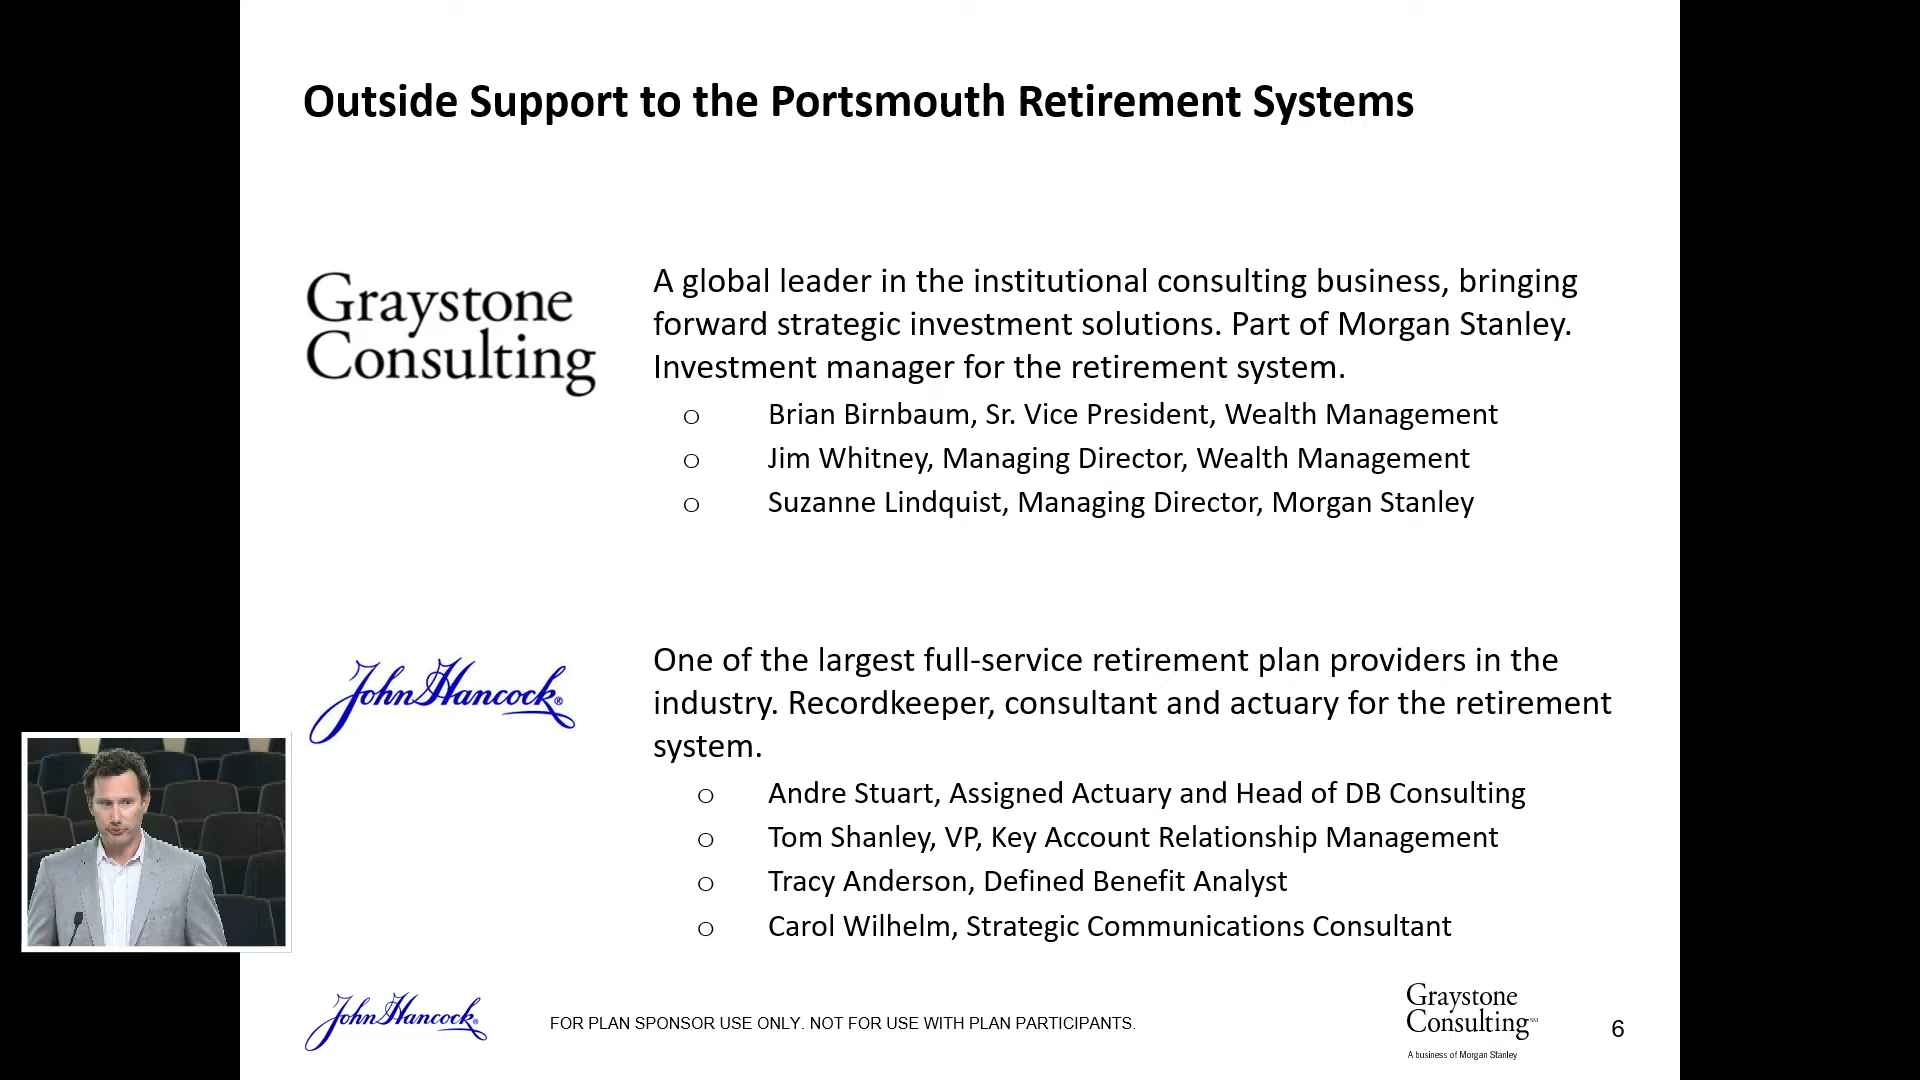 Outside Support to the Portsmouth Retirement Systems
Graystone
Consulting
A global leader in the institutional consulting business, bringing
forward strategic investment solutions. Part of Morgan Stanley.
Investment manager for the retirement system.
o Brian Birnbaum, Sr. Vice President, Wealth Management
o Jim Whitney, Managing Director, Wealth Management
o Suzanne Lindquist, Managing Director, Morgan Stanley
John Hancock®
One of the largest full-service retirement plan providers in the
industry. Recordkeeper, consultant and actuary for the retirement
system.
o Andre Stuart, Assigned Actuary and Head of DB Consulting
o Tom Shanley, VP, Key Account Relationship Management
o Tracy Anderson, Defined Benefit Analyst
o Carol Wilhelm, Strategic Communications Consultant
John Hancock®
FOR PLAN SPONSOR USE ONLY. NOT FOR USE WITH PLAN PARTICIPANTS.
Graystone
Consulting℠
A business of Morgan Stanley
6